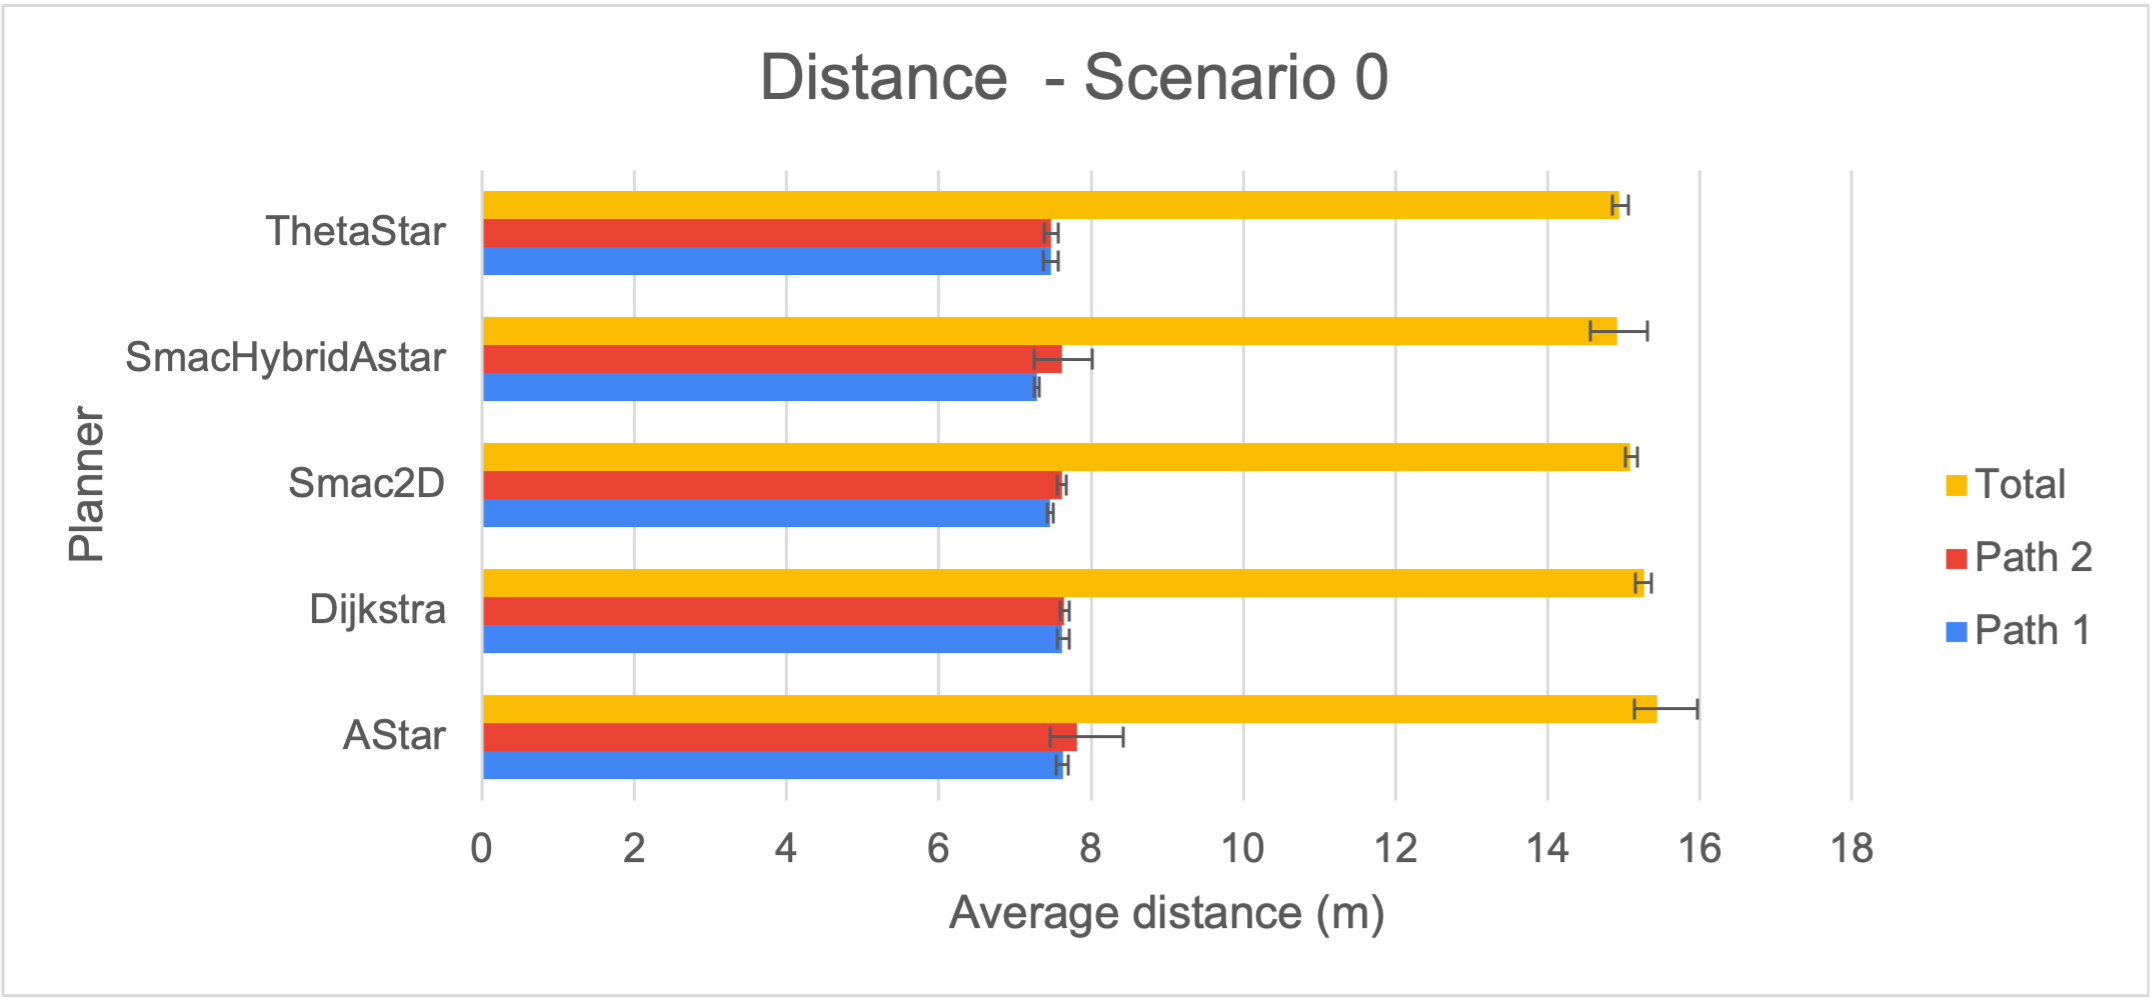 Distance  - Scenario 0
ThetaStar
SmacHybridAstar
Smac2D
Dijkstra
AStar
Planner
0 2 4 6 8 10 12 14 16 18
Average distance (m)
Total
Path 2
Path 1